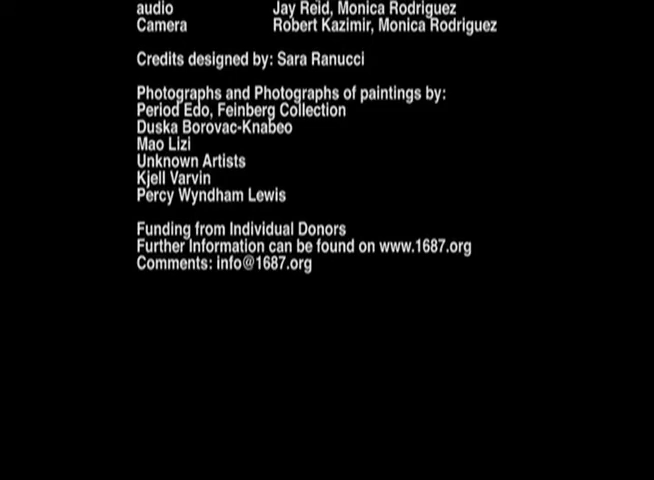 audio Jay Reid, Monica Rodriguez
Camera Robert Kazimir, Monica Rodriguez
Credits designed by: Sara Ranucci
Photographs and Photographs of paintings by:
Period Edo, Feinberg Collection
Duska Borovac-Knabeo
Mao Lizi
Unknown Artists
Kjell Varvin
Percy Wyndham Lewis
Funding from Individual Donors
Further Information can be found on www.1687.org
Comments: info@1687.org